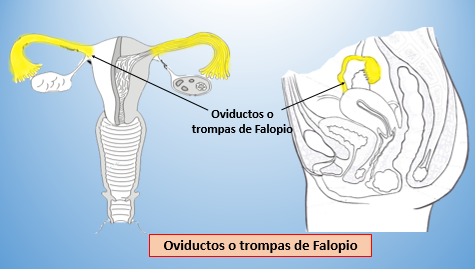 Oviductos o
trompas de Falopio
Oviductos o trompas de Falopio